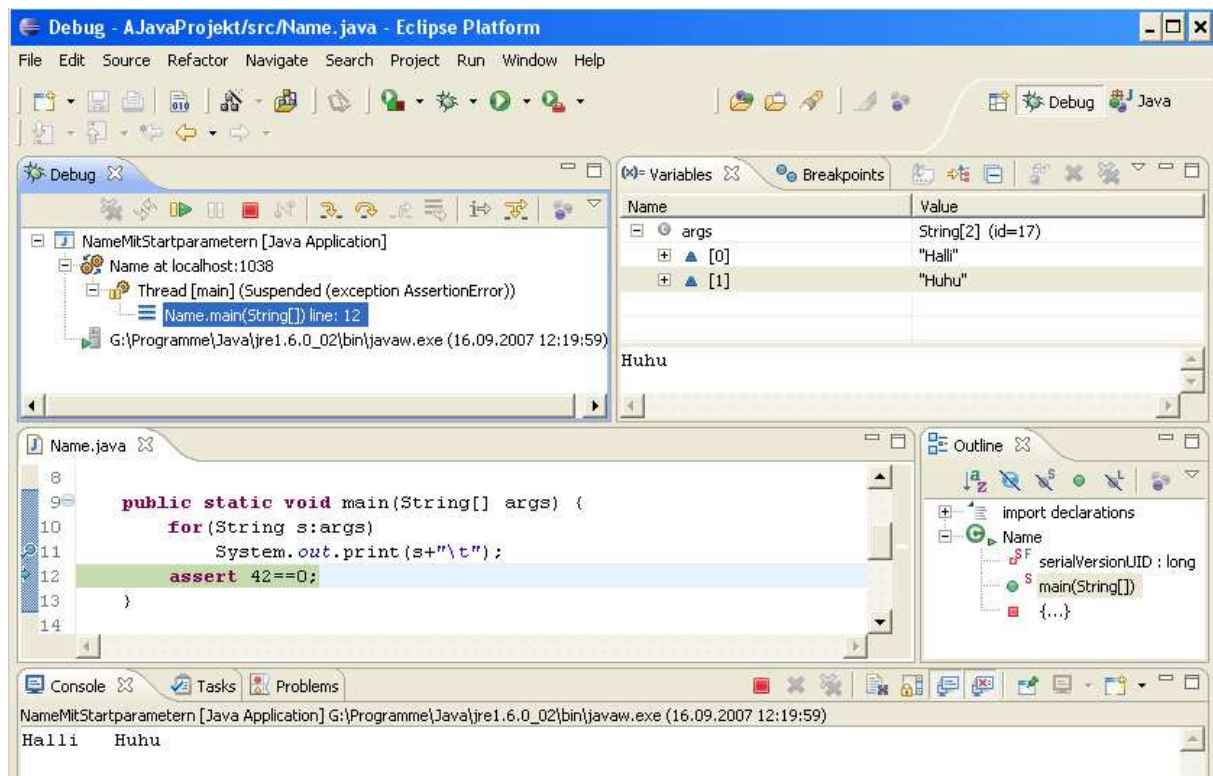 Debug - AJavaProjekt/src/Name.java - Eclipse Platform
File Edit Source Refactor Navigate Search Project Run Window Help
Debug Java
Debug
NameMitStartparametern [Java Application]
Name at localhost:1038
Thread [main] (Suspended (exception AssertionError))
Name.main(String[]) line: 12
G:\Programme\Java\jre1.6.0_02\bin\javaw.exe (16.09.2007 12:19:59)
(x)= Variables Breakpoints
Name Value
args String[2] (id=17)
[0] "Halli"
[1] "Huhu"
Huhu
Name.java
8
9 public static void main(String[] args) {
10 for(String s:args)
11 System.out.print(s+"\t");
12 assert 42==0;
13 }
14
Outline
import declarations
Name
serialVersionUID : long
main(String[])
{...}
Console Tasks Problems
NameMitStartparametern [Java Application] G:\Programme\Java\jre1.6.0_02\bin\javaw.exe (16.09.2007 12:19:59)
Halli Huhu